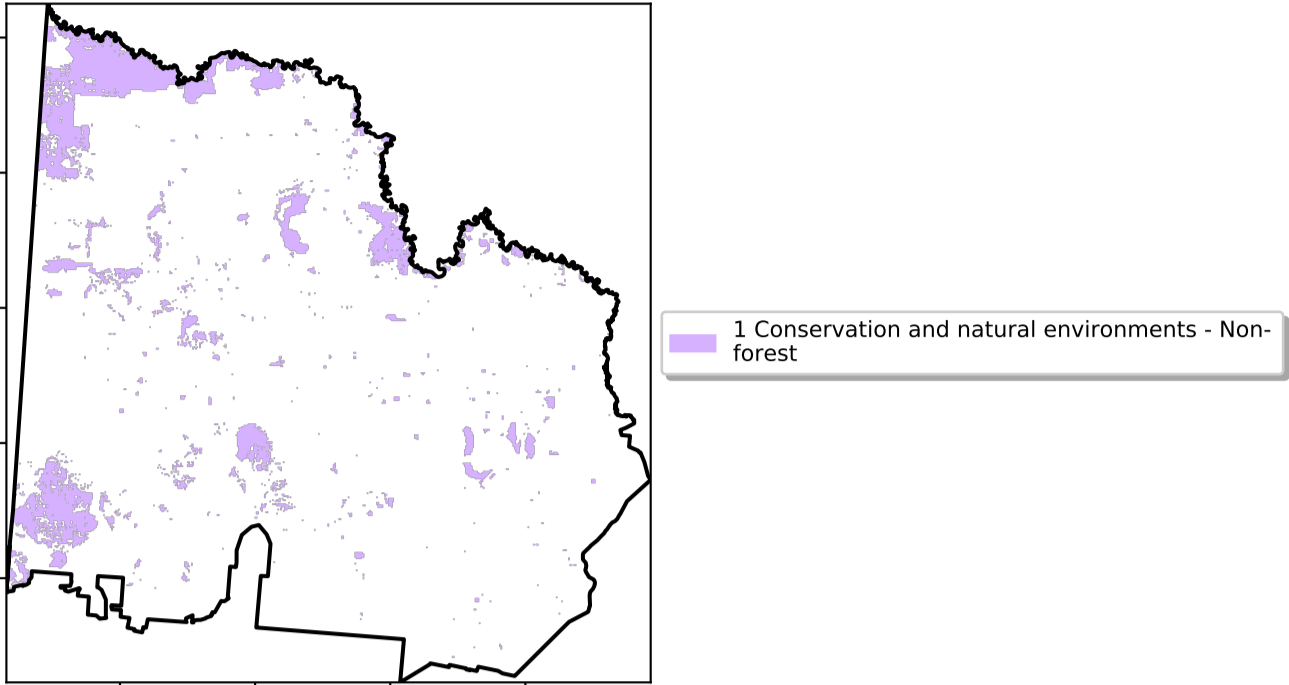 1 Conservation and natural environments - Non-
forest